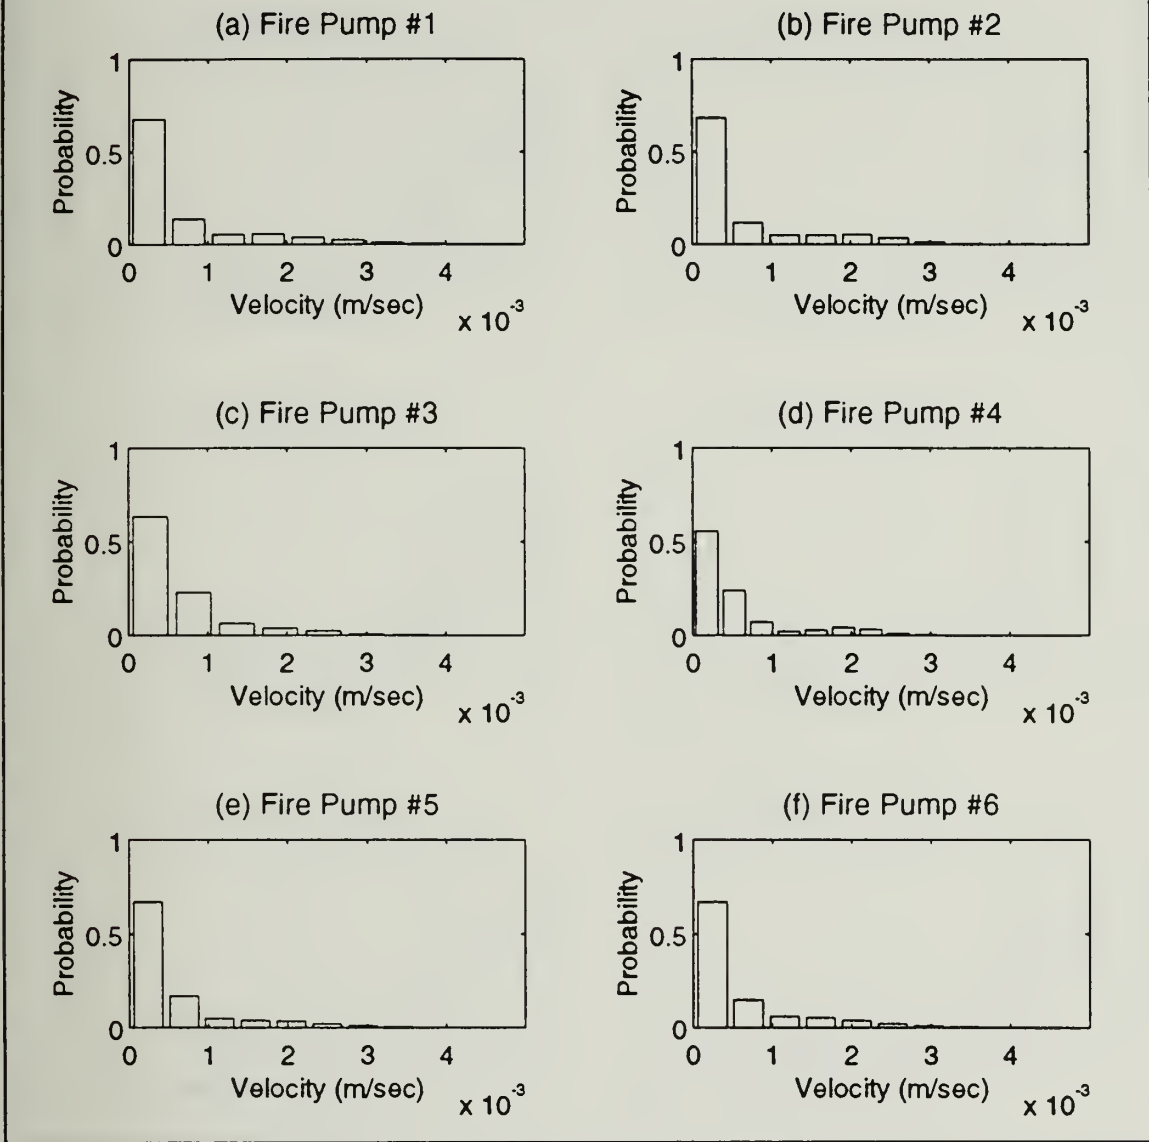 (a) Fire Pump #1
(b) Fire Pump #2
1
0.5
0
Probability
0 1 2 3 4
Velocity (m/sec)
x 10⁻³
1
0.5
0
Probability
0 1 2 3 4
Velocity (m/sec)
x 10⁻³
(c) Fire Pump #3
(d) Fire Pump #4
1
0.5
0
Probability
0 1 2 3 4
Velocity (m/sec)
x 10⁻³
1
0.5
0
Probability
0 1 2 3 4
Velocity (m/sec)
x 10⁻³
(e) Fire Pump #5
(f) Fire Pump #6
1
0.5
0
Probability
0 1 2 3 4
Velocity (m/sec)
x 10⁻³
1
0.5
0
Probability
0 1 2 3 4
Velocity (m/sec)
x 10⁻³